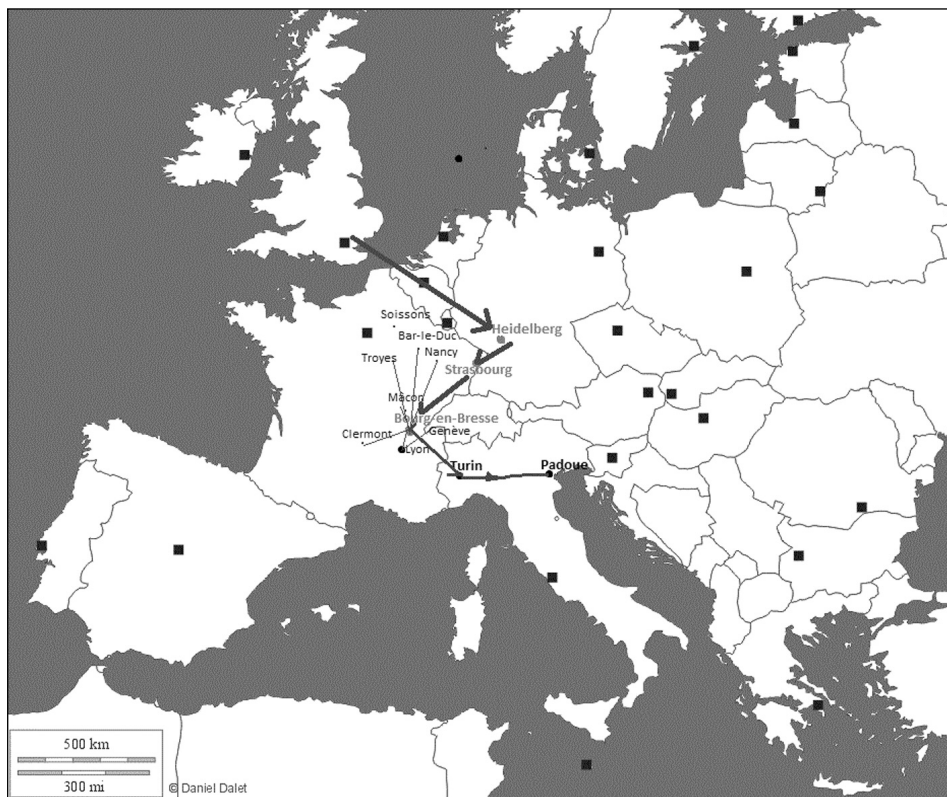 Soissons
Heidelberg
Bar-le-Duc
Troyes
Nancy
Strasbourg
Mâcon
Bourg-en-Bresse
Genève
Clermont
Lyon
Turin
Padoue
500 km
300 mi
© Daniel Dalet